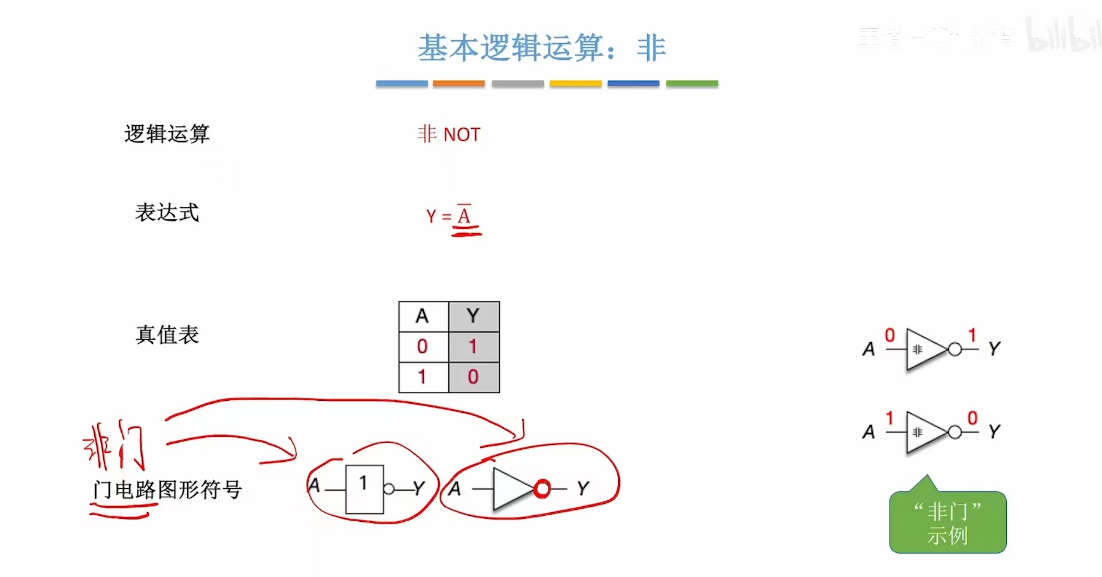 基本逻辑运算：非
bilibili
逻辑运算
非 NOT
表达式
Y = A̅
真值表
A Y
0 1
1 0
A 0 非 1 Y
A 1 非 0 Y
非门
门电路图形符号
A 1 Y
A Y
“非门”
示例